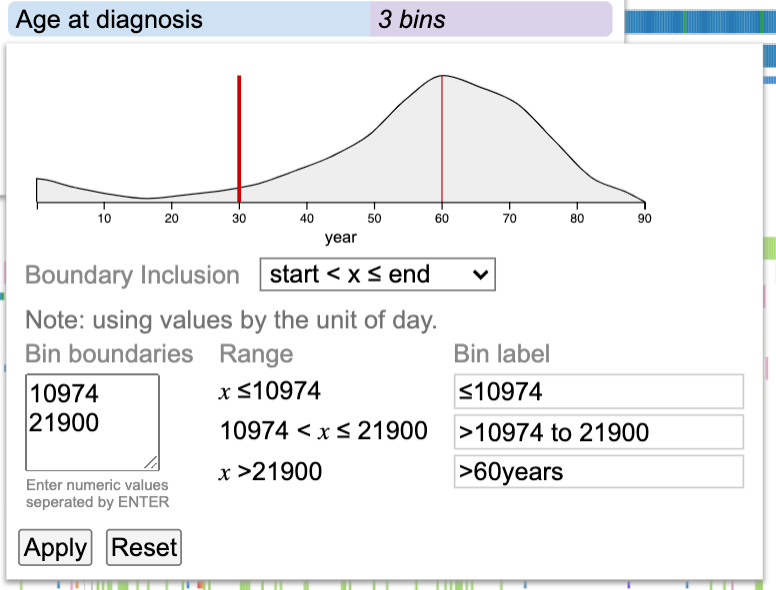 Age at diagnosis 3 bins
10 20 30 40 50 60 70 80 90
year
Boundary Inclusion start < x ≤ end
Note: using values by the unit of day.
Bin boundaries Range Bin label
10974 x ≤10974 ≤10974
21900 10974 < x ≤ 21900 >10974 to 21900
x >21900 >60years
Enter numeric values
seperated by ENTER
Apply Reset